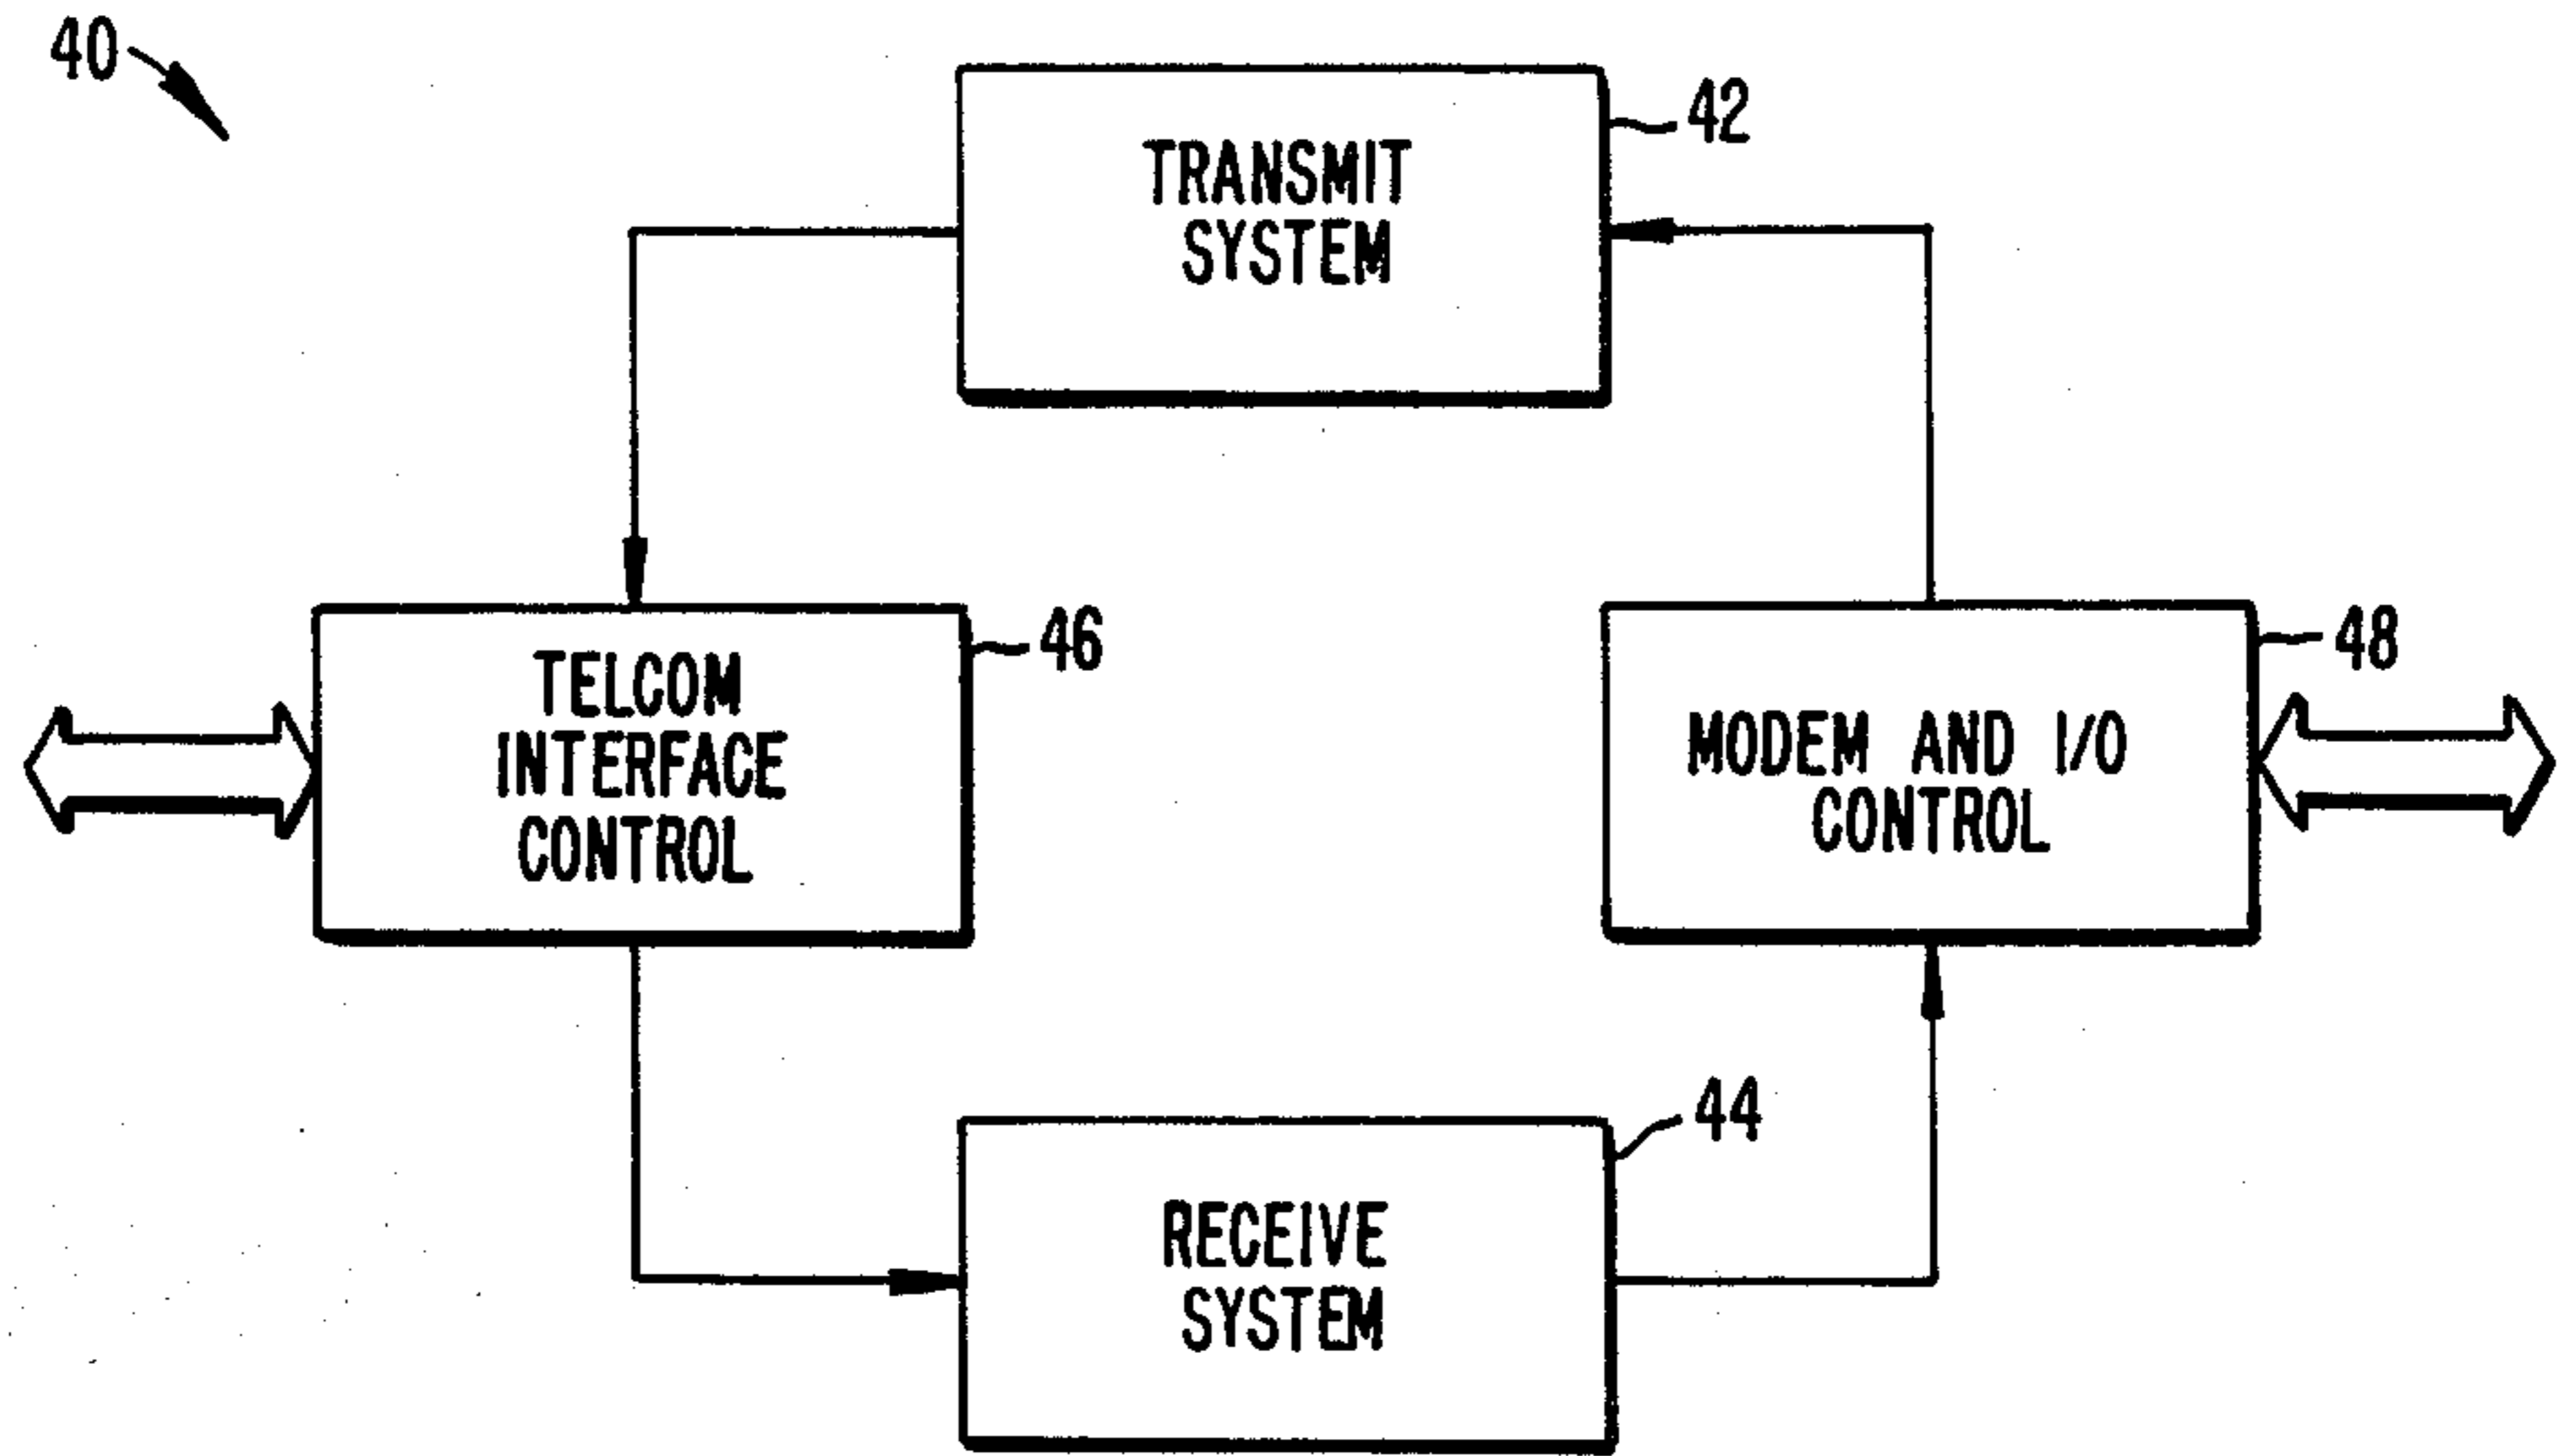 40
TRANSMIT
SYSTEM
42
TELCOM
INTERFACE
CONTROL
46
MODEM AND I/O
CONTROL
48
RECEIVE
SYSTEM
44